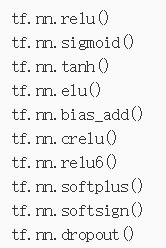 tf.nn.relu()
tf.nn.sigmoid()
tf.nn.tanh()
tf.nn.elu()
tf.nn.bias_add()
tf.nn.crelu()
tf.nn.relu6()
tf.nn.softplus()
tf.nn.softsign()
tf.nn.dropout()